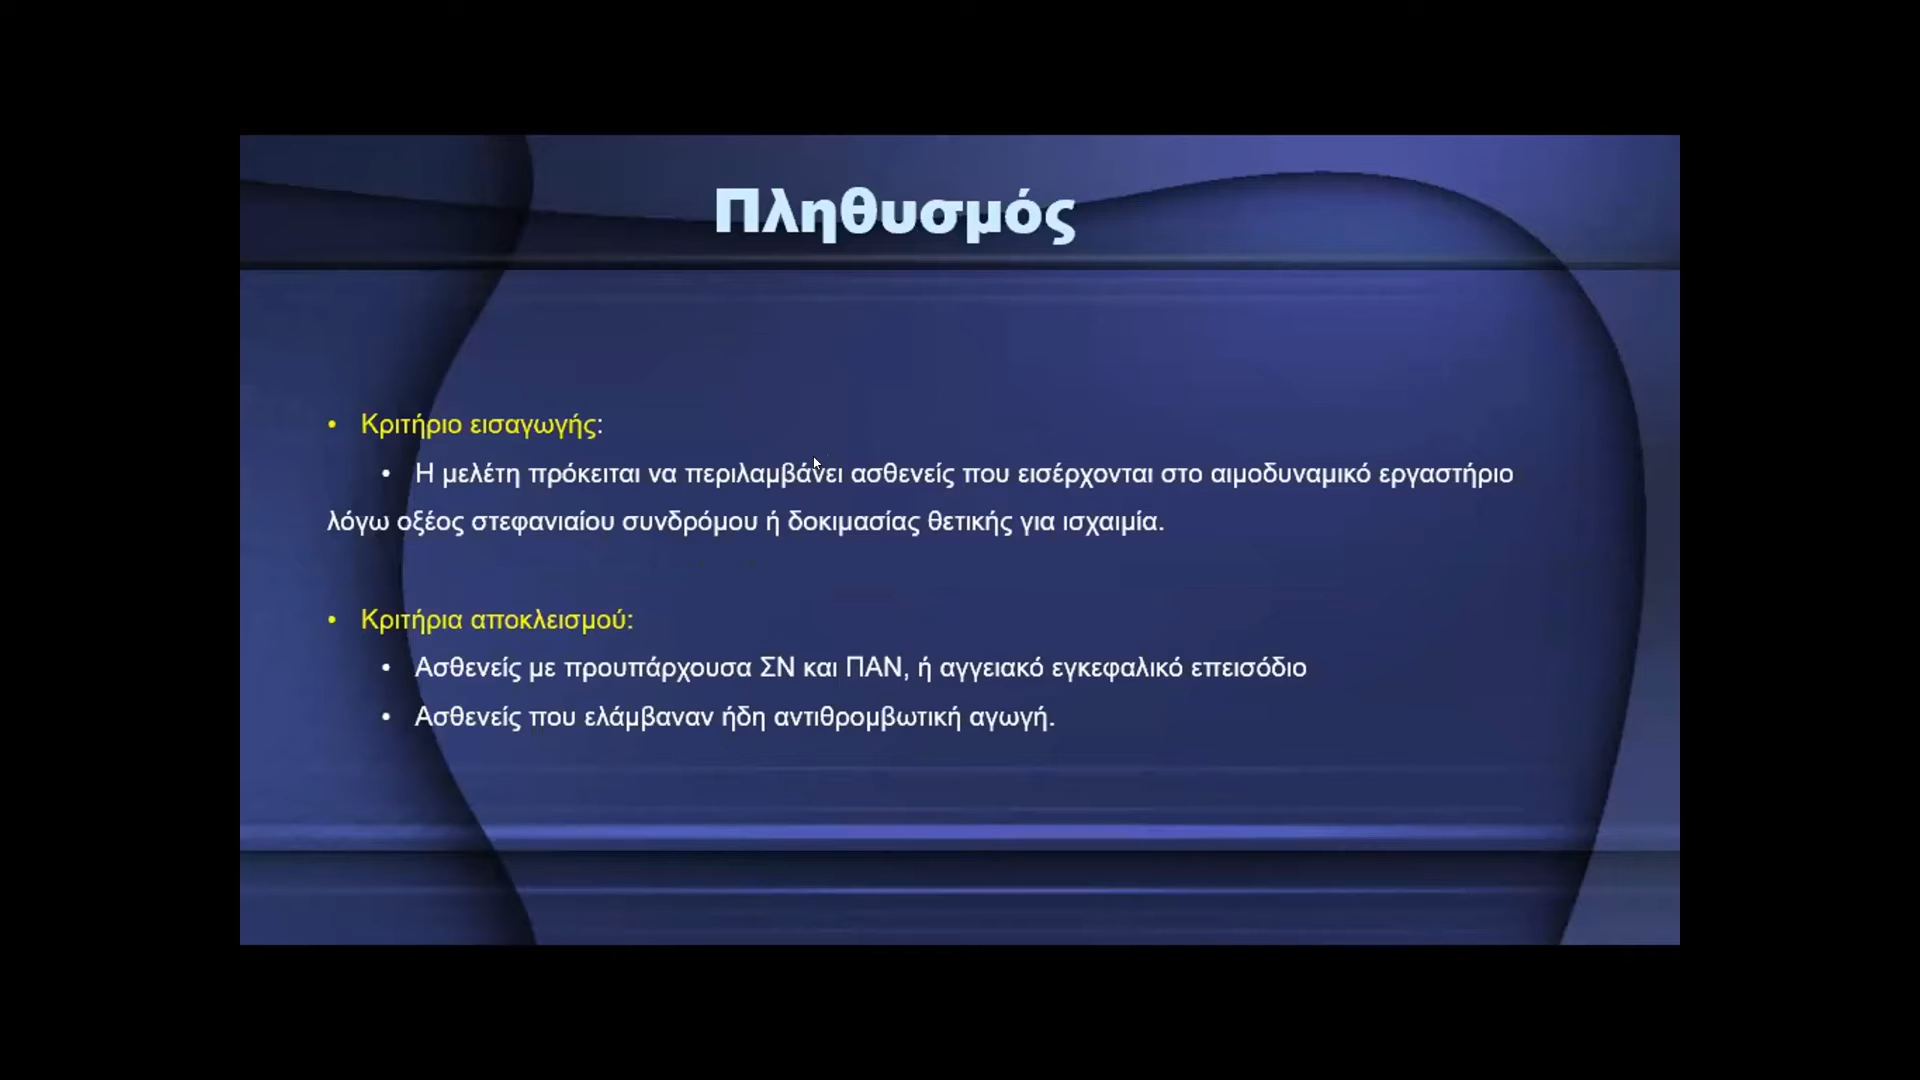 Πληθυσμός
• Κριτήριο εισαγωγής:
• Η μελέτη πρόκειται να περιλαμβάνει ασθενείς που εισέρχονται στο αιμοδυναμικό εργαστήριο
λόγω οξέος στεφανιαίου συνδρόμου ή δοκιμασίας θετικής για ισχαιμία.
• Κριτήρια αποκλεισμού:
• Ασθενείς με προυπάρχουσα ΣΝ και ΠΑΝ, ή αγγειακό εγκεφαλικό επεισόδιο
• Ασθενείς που ελάμβαναν ήδη αντιθρομβωτική αγωγή.